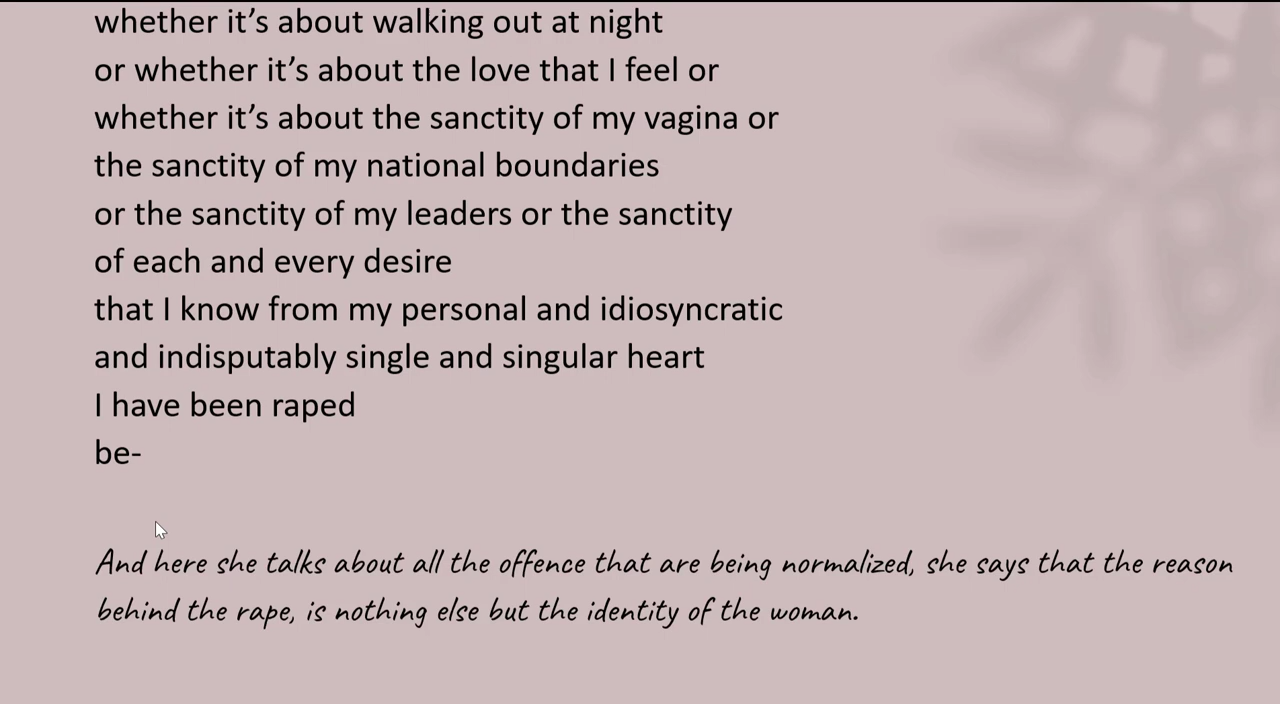 whether it’s about walking out at night
or whether it’s about the love that I feel or
whether it’s about the sanctity of my vagina or
the sanctity of my national boundaries
or the sanctity of my leaders or the sanctity
of each and every desire
that I know from my personal and idiosyncratic
and indisputably single and singular heart
I have been raped
be-
And here she talks about all the offence that are being normalized, she says that the reason
behind the rape, is nothing else but the identity of the woman.